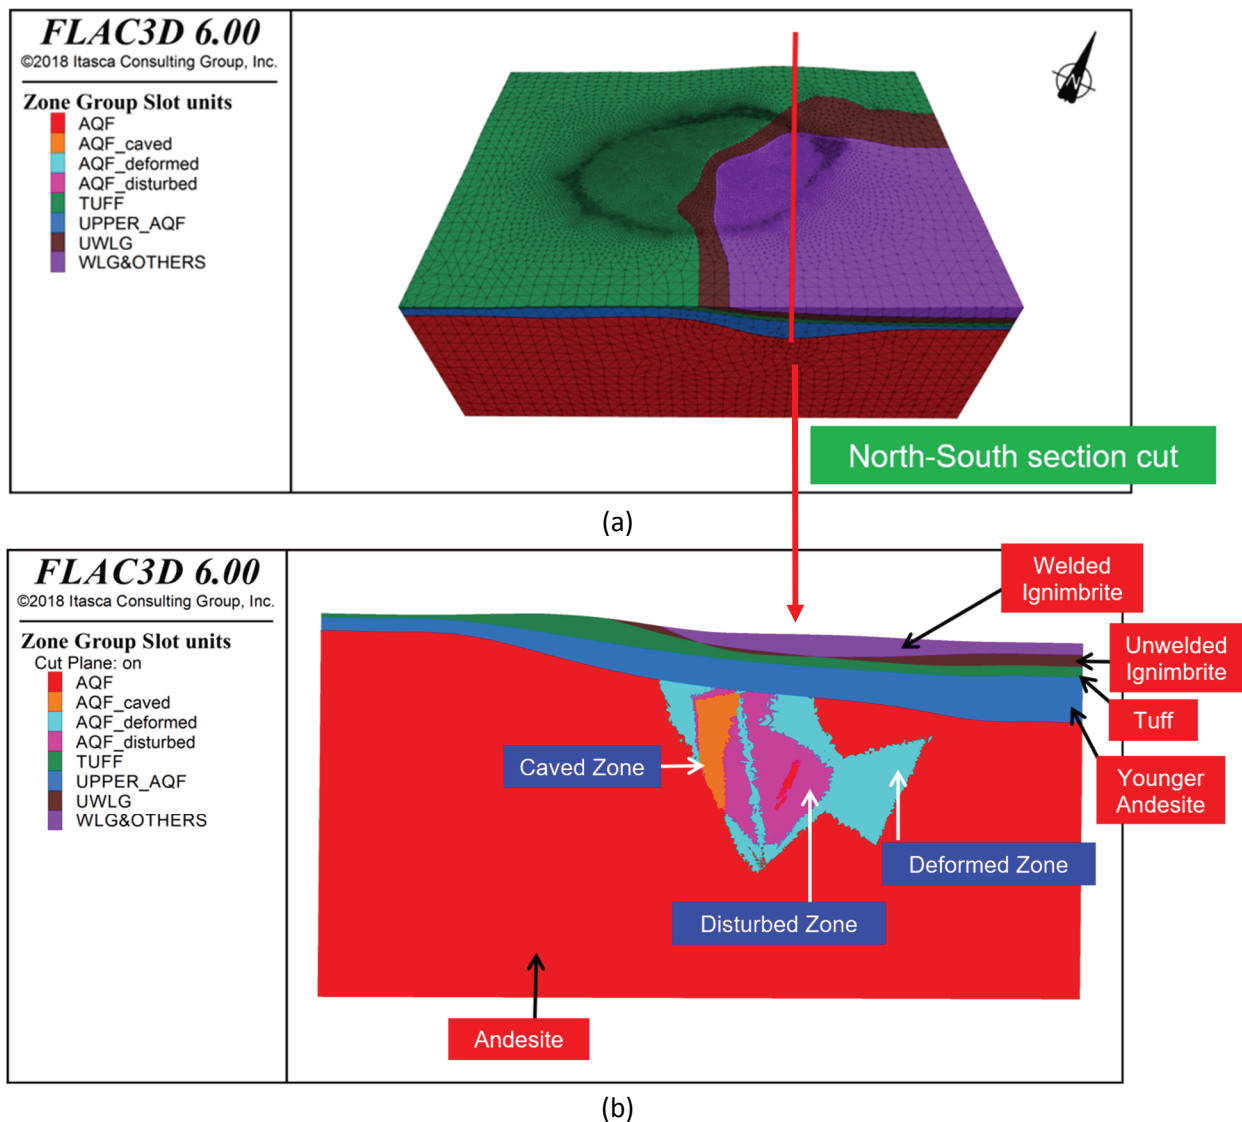 FLAC3D 6.00
©2018 Itasca Consulting Group, Inc.
Zone Group Slot units
AQF
AQF_caved
AQF_deformed
AQF_disturbed
TUFF
UPPER_AQF
UWLG
WLG&OTHERS
N
North-South section cut
(a)
FLAC3D 6.00
©2018 Itasca Consulting Group, Inc.
Zone Group Slot units
Cut Plane: on
AQF
AQF_caved
AQF_deformed
AQF_disturbed
TUFF
UPPER_AQF
UWLG
WLG&OTHERS
Welded
Ignimbrite
Unwelded
Ignimbrite
Tuff
Younger
Andesite
Caved Zone
Deformed Zone
Disturbed Zone
Andesite
(b)